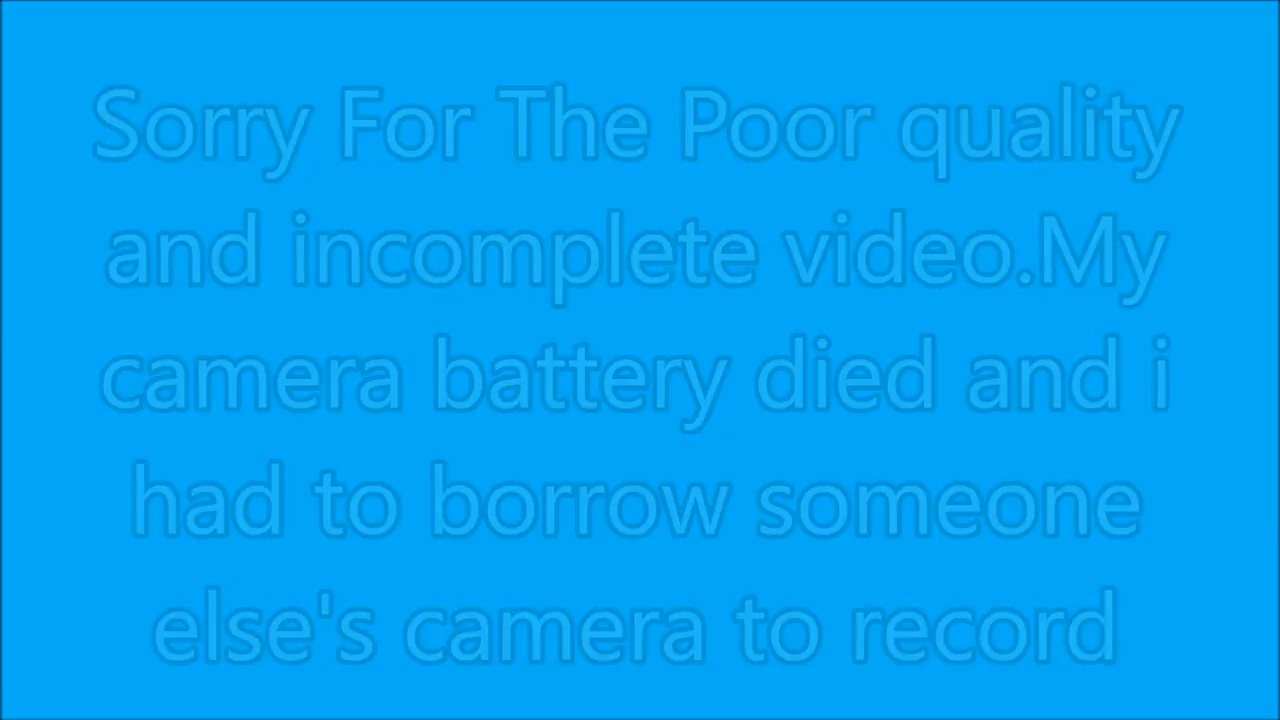 Sorry For The Poor quality
and incomplete video.My
camera battery died and i
had to borrow someone
else's camera to record